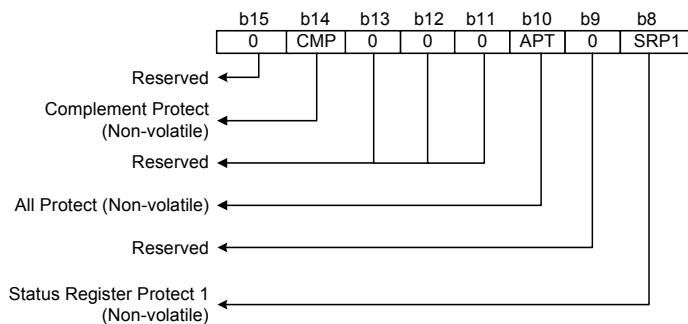 b15 b14 b13 b12 b11 b10 b9 b8
0 CMP 0 0 0 APT 0 SRP1
Reserved
Complement Protect
(Non-volatile)
Reserved
All Protect (Non-volatile)
Reserved
Status Register Protect 1
(Non-volatile)